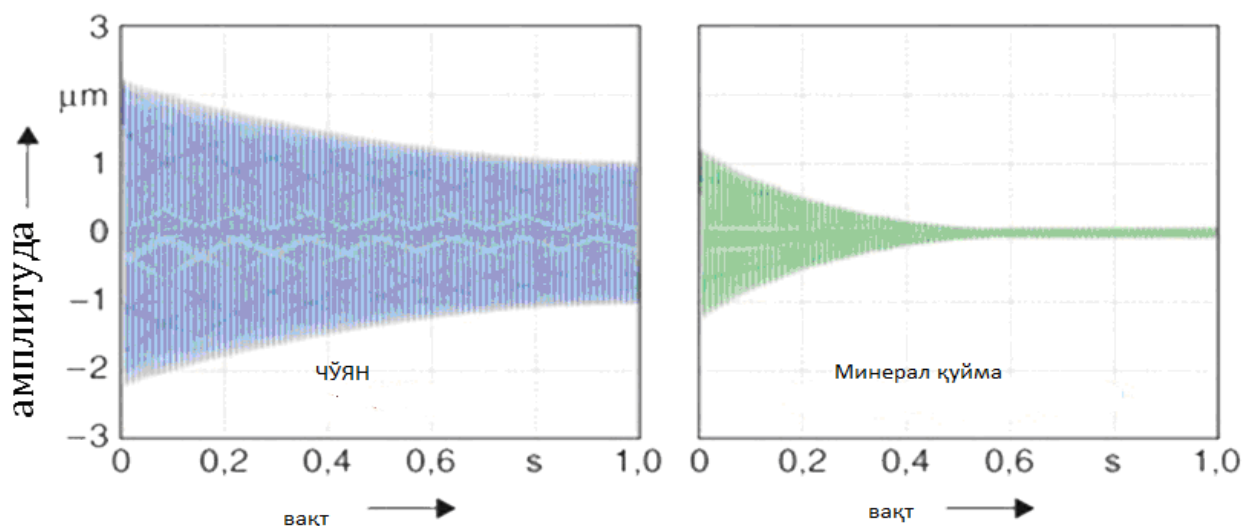 амплитуда
3
μm
1
0
−1
−2
−3
ЧЎЯН
0 0,2 0,4 0,6 s 1,0
вакт
Минерал қуйма
0 0,2 0,4 0,6 s 1,0
вақт